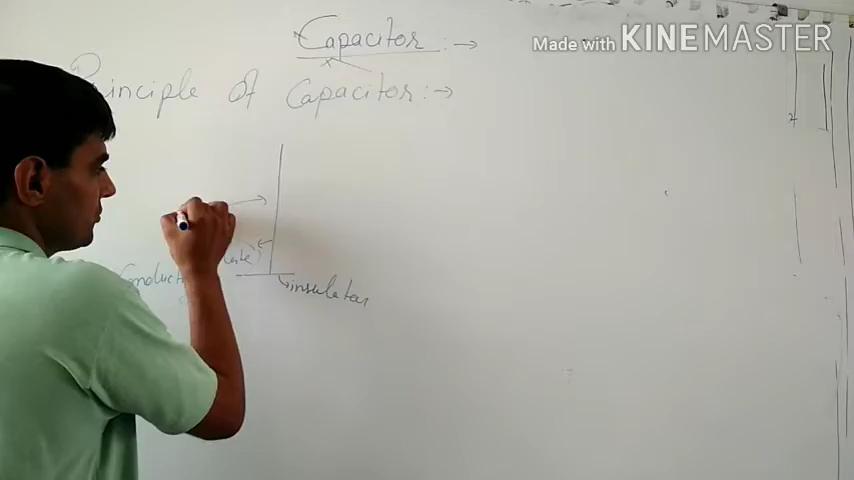 Capacitor :→
Made with KINEMASTER
Principle of Capacitor :→
insulator